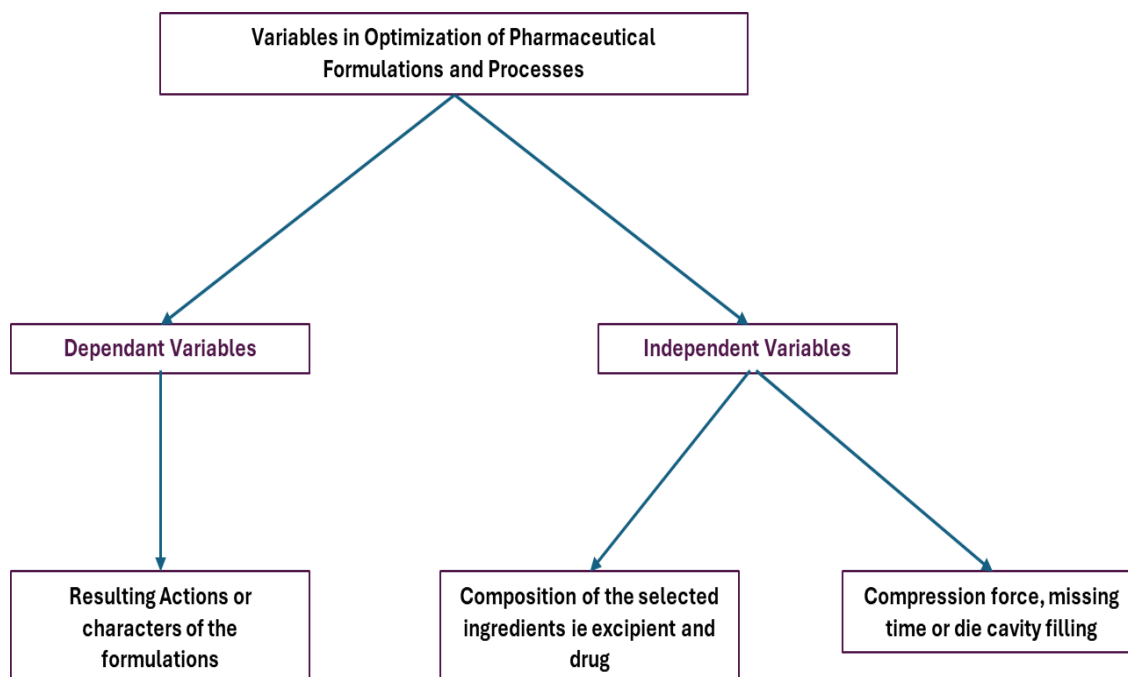 Variables in Optimization of Pharmaceutical
Formulations and Processes
Dependant Variables
Independent Variables
Resulting Actions or
characters of the
formulations
Composition of the selected
ingredients ie excipient and
drug
Compression force, missing
time or die cavity filling